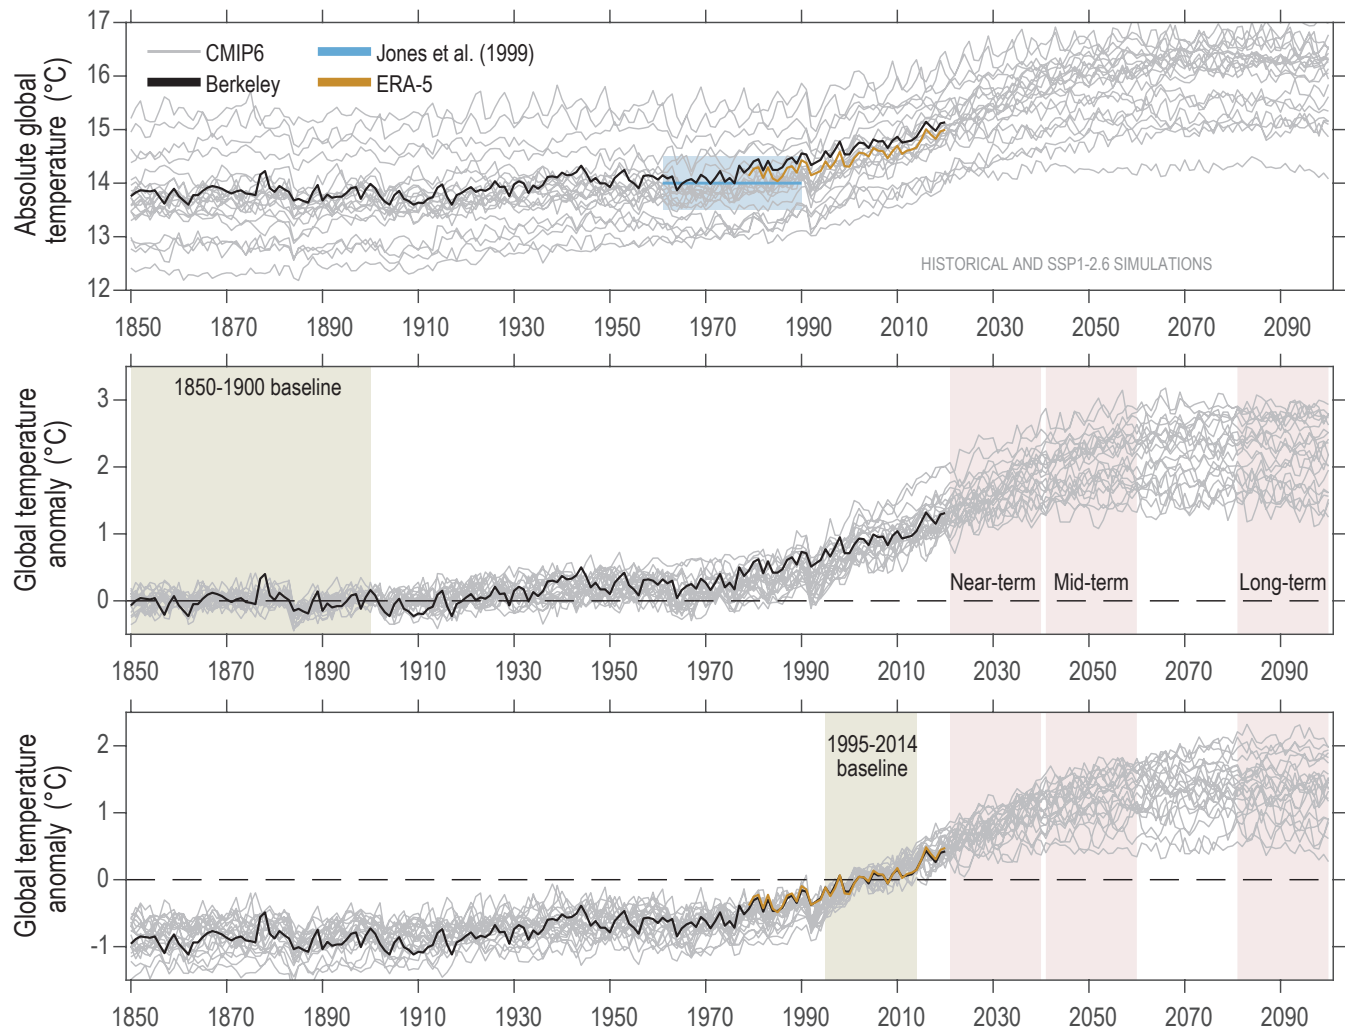 17
16
15
14
13
12
Absolute global
temperature (°C)
CMIP6
Berkeley
Jones et al. (1999)
ERA-5
HISTORICAL AND SSP1-2.6 SIMULATIONS
1850 1870 1890 1910 1930 1950 1970 1990 2010 2030 2050 2070 2090
3
2
1
0
Global temperature
anomaly (°C)
1850-1900 baseline
Near-term
Mid-term
Long-term
1850 1870 1890 1910 1930 1950 1970 1990 2010 2030 2050 2070 2090
2
1
0
-1
Global temperature
anomaly (°C)
1995-2014
baseline
1850 1870 1890 1910 1930 1950 1970 1990 2010 2030 2050 2070 2090